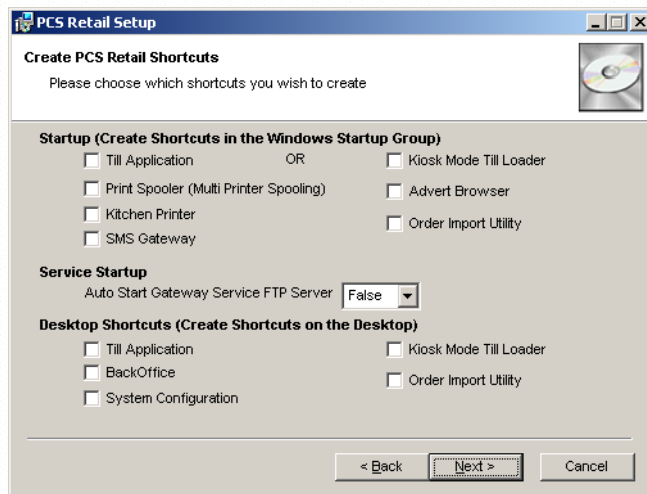 PCS Retail Setup
Create PCS Retail Shortcuts
Please choose which shortcuts you wish to create
Startup (Create Shortcuts in the Windows Startup Group)
Till Application OR Kiosk Mode Till Loader
Print Spooler (Multi Printer Spooling) Advert Browser
Kitchen Printer
Order Import Utility
SMS Gateway
Service Startup
Auto Start Gateway Service FTP Server False
Desktop Shortcuts (Create Shortcuts on the Desktop)
Till Application Kiosk Mode Till Loader
BackOffice
Order Import Utility
System Configuration
< Back Next > Cancel